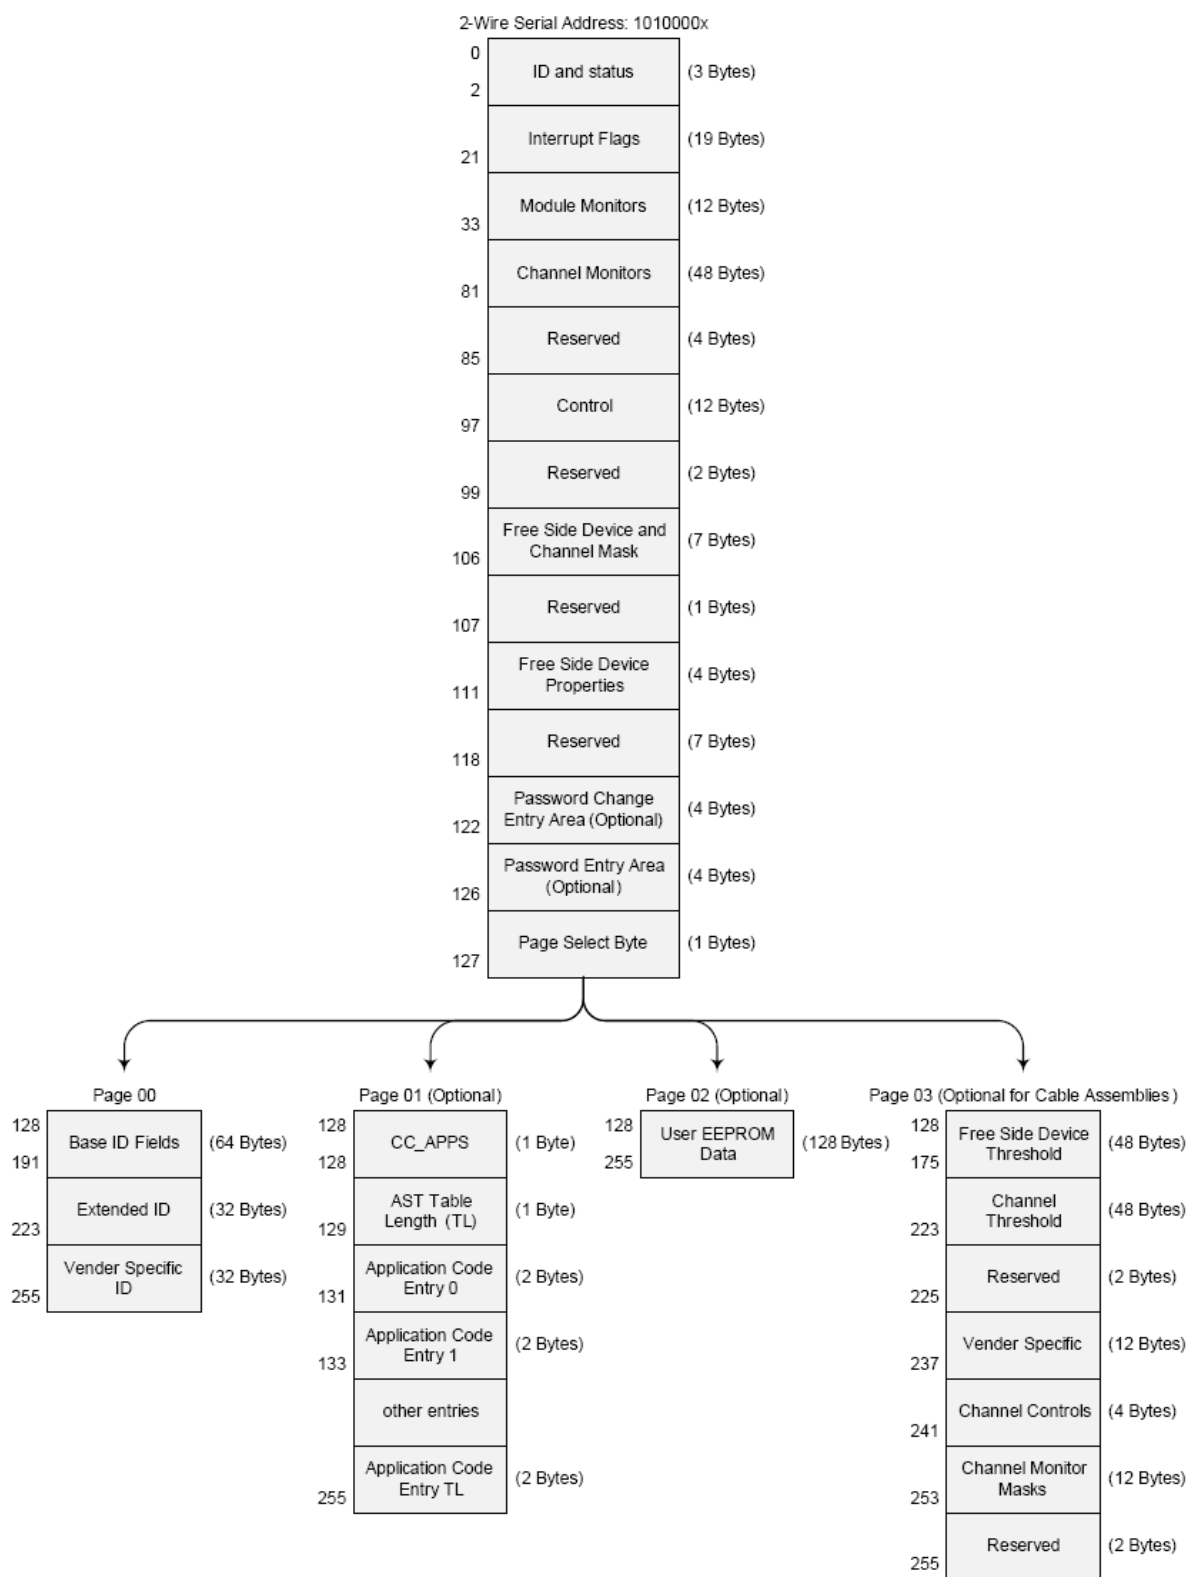 2-Wire Serial Address: 1010000x
0
ID and status (3 Bytes)
2
Interrupt Flags (19 Bytes)
21
Module Monitors (12 Bytes)
33
Channel Monitors (48 Bytes)
81
Reserved (4 Bytes)
85
Control (12 Bytes)
97
Reserved (2 Bytes)
99
Free Side Device and
Channel Mask
(7 Bytes)
106
Reserved (1 Bytes)
107
Free Side Device
Properties
(4 Bytes)
111
Reserved (7 Bytes)
118
Password Change
Entry Area (Optional)
(4 Bytes)
122
Password Entry Area
(Optional)
(4 Bytes)
126
Page Select Byte (1 Bytes)
127
Page 00
128
Base ID Fields (64 Bytes)
191
Extended ID (32 Bytes)
223
Vender Specific
ID
(32 Bytes)
255
Page 01 (Optional)
128
CC_APPS (1 Byte)
128
AST Table
Length (TL)
(1 Byte)
129
Application Code
Entry 0
(2 Bytes)
131
Application Code
Entry 1
(2 Bytes)
133
other entries
Application Code
Entry TL
(2 Bytes)
255
Page 02 (Optional)
128
User EEPROM
Data
(128 Bytes)
255
Page 03 (Optional for Cable Assemblies)
128
Free Side Device
Threshold
(48 Bytes)
175
Channel
Threshold
(48 Bytes)
223
Reserved (2 Bytes)
225
Vender Specific (12 Bytes)
237
Channel Controls (4 Bytes)
241
Channel Monitor
Masks
(12 Bytes)
253
Reserved (2 Bytes)
255